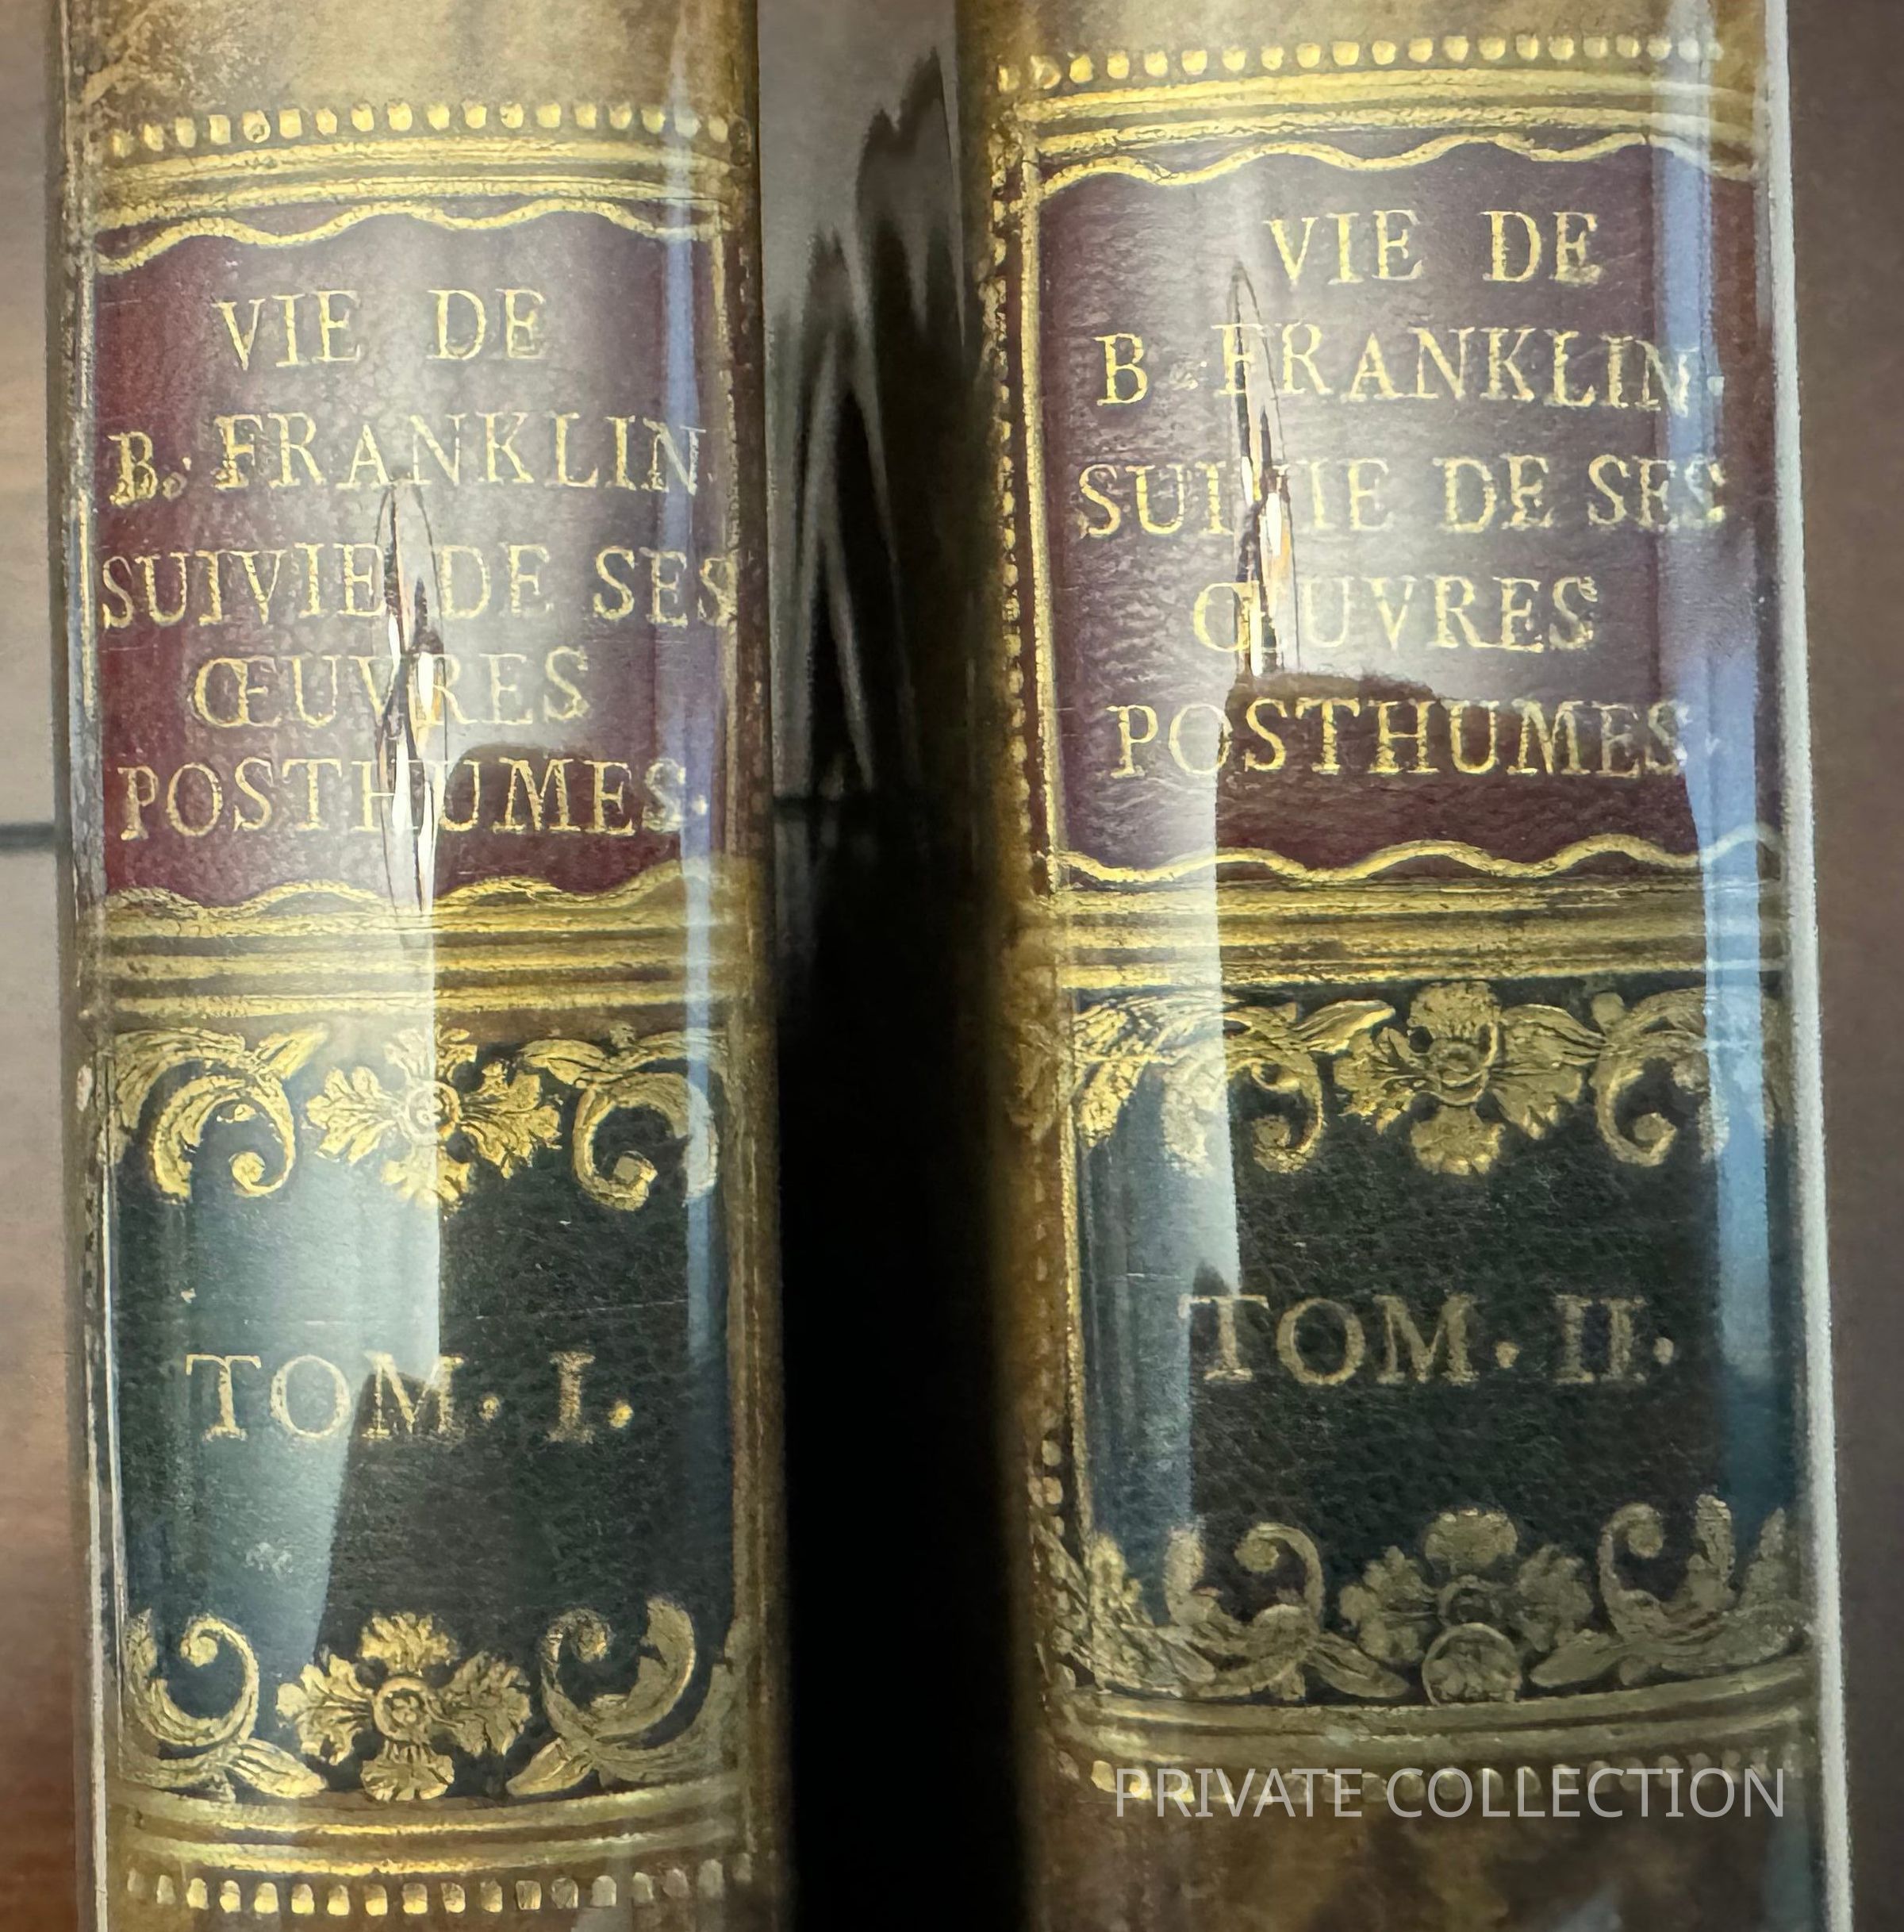 VIE DE
B. FRANKLIN
SUIVIE DE SES
ŒUVRES
POSTHUMES.
TOM. I.
VIE DE
B. FRANKLIN.
SUIVIE DE SES
ŒUVRES
POSTHUMES.
TOM. II.
PRIVATE COLLECTION